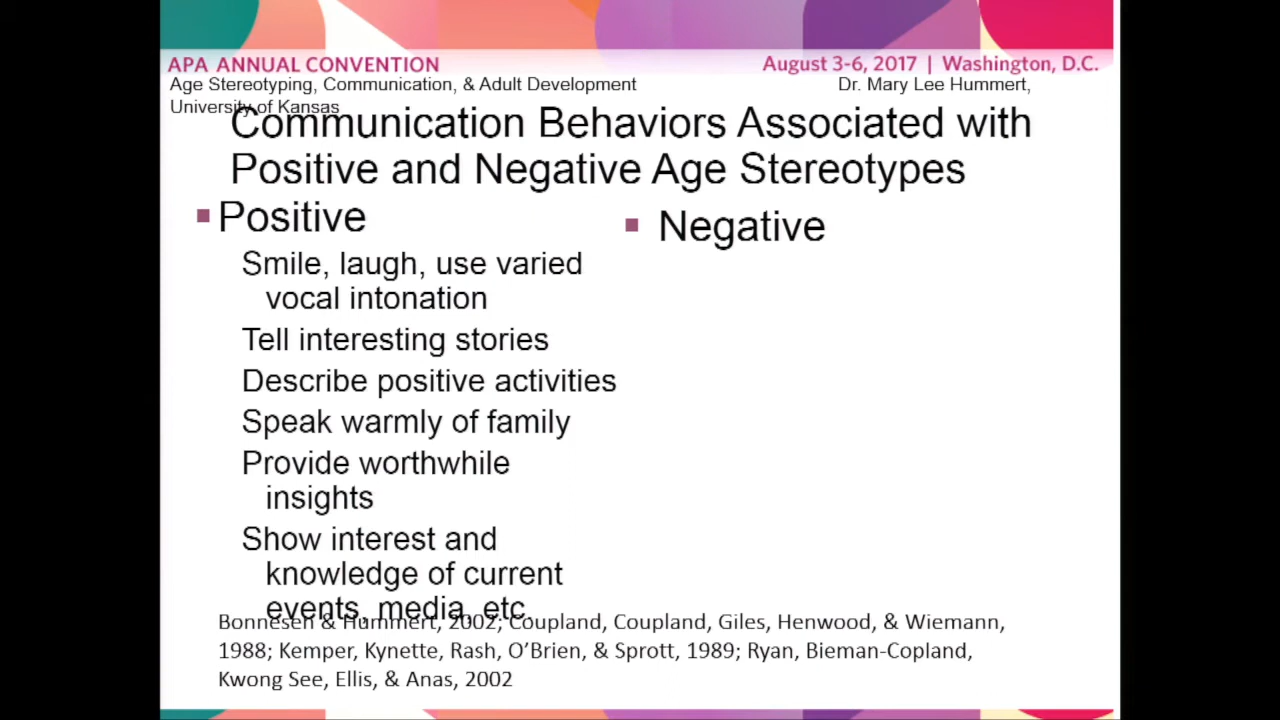 APA ANNUAL CONVENTION
August 3-6, 2017 | Washington, D.C.
Age Stereotyping, Communication, & Adult Development Dr. Mary Lee Hummert,
University of Kansas
Communication Behaviors Associated with
Positive and Negative Age Stereotypes
Positive
Smile, laugh, use varied
vocal intonation
Tell interesting stories
Describe positive activities
Speak warmly of family
Provide worthwhile
insights
Show interest and
knowledge of current
events, media, etc.
Negative
Bonnesen & Hummert, 2002; Coupland, Coupland, Giles, Henwood, & Wiemann,
1988; Kemper, Kynette, Rash, O’Brien, & Sprott, 1989; Ryan, Bieman-Copland,
Kwong See, Ellis, & Anas, 2002